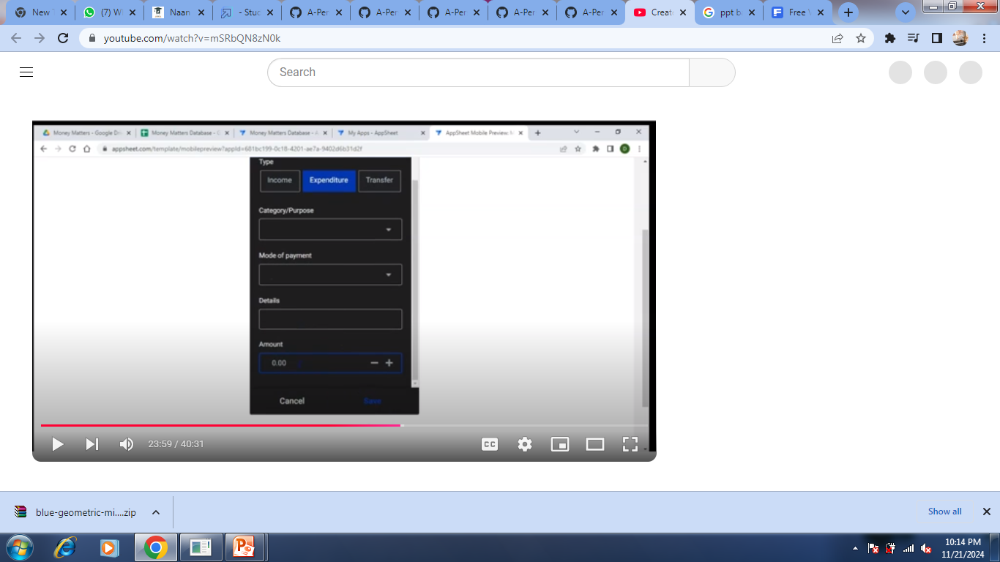 New T
(7) W
Naan
- Stud
A-Per
A-Per
A-Per
A-Per
A-Per
Create
ppt ba
Free V
youtube.com/watch?v=mSRbQN8zN0k
Search
Money Matters - Google Dri
Money Matters Database - G
Money Matters Database - A
My Apps - AppSheet
AppSheet Mobile Preview: M
appsheet.com/template/mobilepreview?appId=681bc199-0c18-4201-ae7a-9402d6b31d2f
D
Type
Income Expenditure Transfer
Category/Purpose
Mode of payment
Details
Amount
0.00
Cancel Save
23:59 / 40:31
CC
blue-geometric-mi....zip
Show all
10:14 PM
11/21/2024